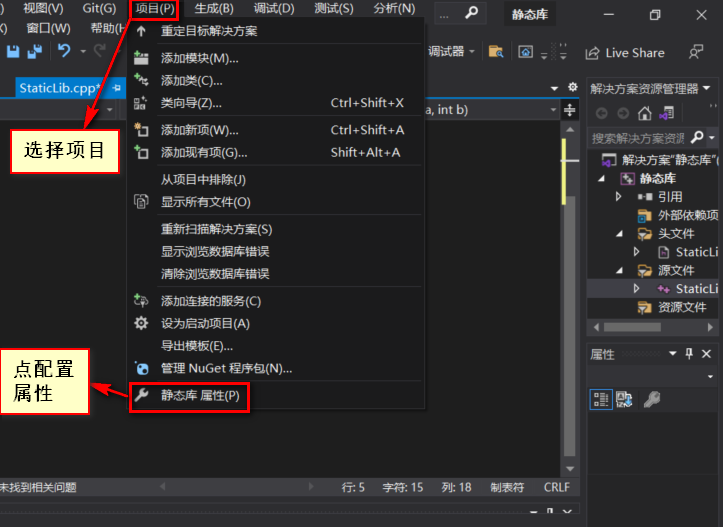 视图(V) Git(G) 项目(P) 生成(B) 调试(D) 测试(S) 分析(N) ... 静态库
窗口(W) 帮助(H)
重定目标解决方案
添加模块(M)...
添加类(C)...
类向导(Z)... Ctrl+Shift+X
添加新项(W)... Ctrl+Shift+A
添加现有项(G)... Shift+Alt+A
从项目中排除(J)
显示所有文件(O)
重新扫描解决方案(S)
显示浏览数据库错误
清除浏览数据库错误
添加连接的服务(C)
设为启动项目(A)
导出模板(E)...
管理 NuGet 程序包(N)...
静态库 属性(P)
调试器
Live Share
StaticLib.cpp*
a, int b)
选择项目
点配置
属性
解决方案资源管理器
搜索解决方案资源
解决方案"静态库"(
静态库
引用
外部依赖项
头文件
StaticLi
源文件
StaticLi
资源文件
属性
未找到相关问题
行: 5 字符: 15 列: 18 制表符 CRLF